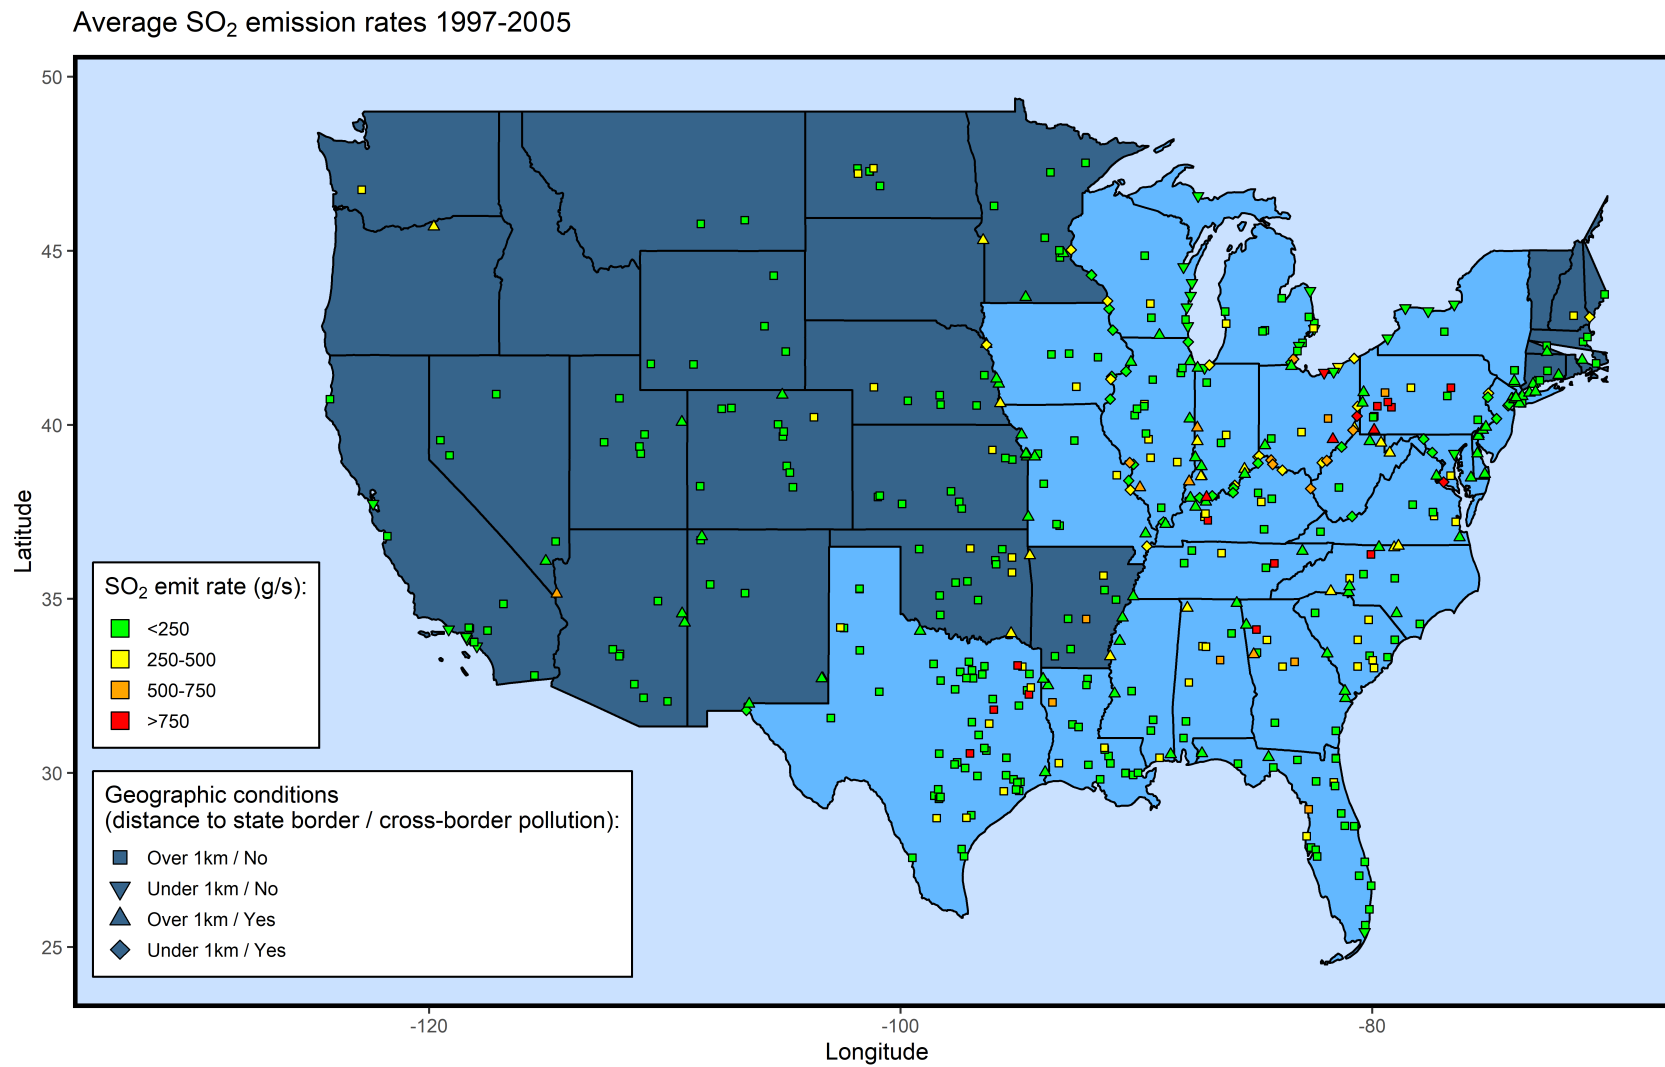 Average SO₂ emission rates 1997-2005
50
45
40
35
30
25
Latitude
SO₂ emit rate (g/s):
<250
250-500
500-750
>750
Geographic conditions
(distance to state border / cross-border pollution):
Over 1km / No
Under 1km / No
Over 1km / Yes
Under 1km / Yes
-120
-100
-80
Longitude